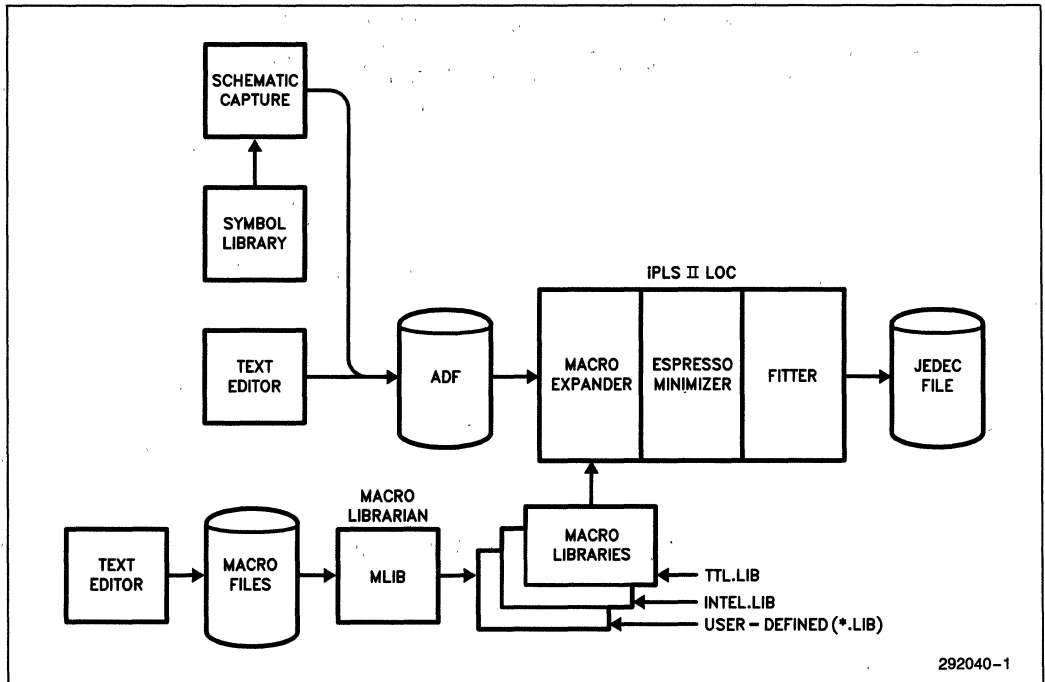 SCHEMATIC
CAPTURE
SYMBOL
LIBRARY
TEXT
EDITOR
ADF
iPLS II LOC
MACRO
EXPANDER
ESPRESSO
MINIMIZER
FITTER
JEDEC
FILE
TEXT
EDITOR
MACRO
FILES
MACRO
LIBRARIAN
MLIB
MACRO
LIBRARIES
TTL.LIB
INTEL.LIB
USER-DEFINED (*.LIB)
292040-1